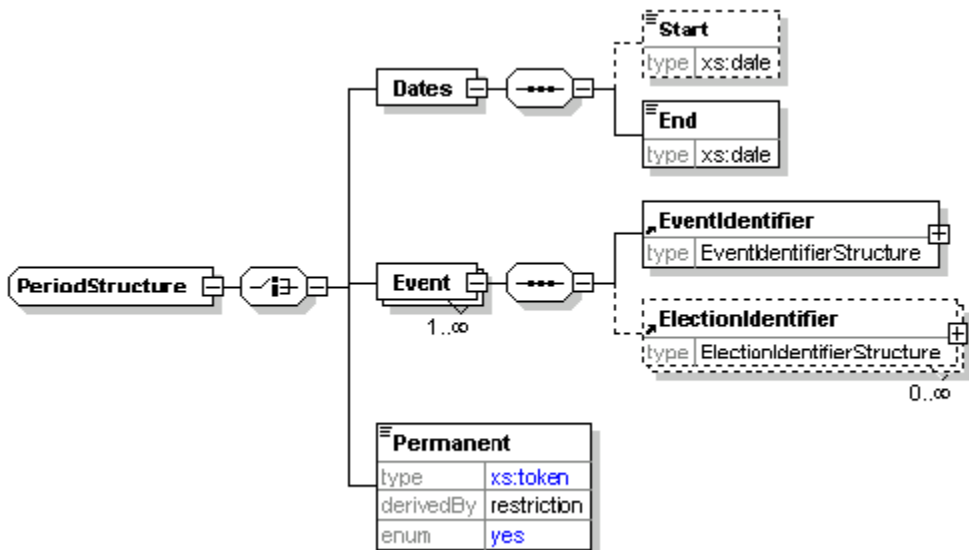 Start
type xs:date
Dates
End
type xs:date
EventIdentifier
type EventIdentifierStructure
PeriodStructure
Event
1..∞
ElectionIdentifier
type ElectionIdentifierStructure
0..∞
Permanent
type xs:token
derivedBy restriction
enum yes